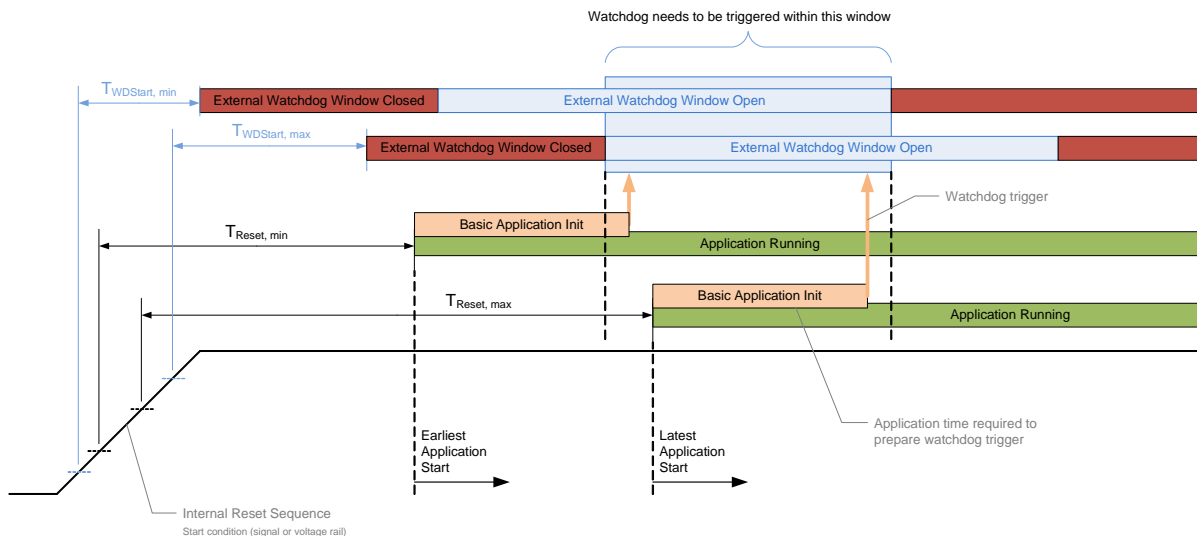 Watchdog needs to be triggered within this window
TWDStart, min
External Watchdog Window Closed
External Watchdog Window Open
TWDStart, max
External Watchdog Window Closed
External Watchdog Window Open
Watchdog trigger
Basic Application Init
TReset, min
Application Running
Basic Application Init
TReset, max
Application Running
Earliest
Application
Start
Latest
Application
Start
Application time required to
prepare watchdog trigger
Internal Reset Sequence
Start condition (signal or voltage rail)